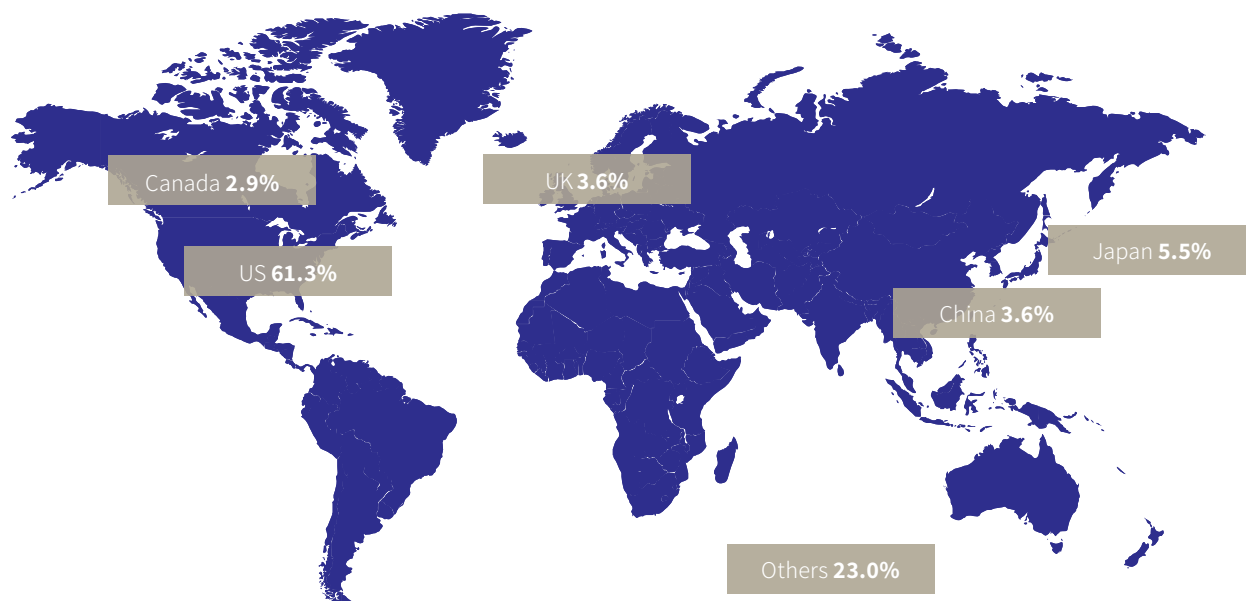 Canada 2.9%
UK 3.6%
US 61.3%
Japan 5.5%
China 3.6%
Others 23.0%